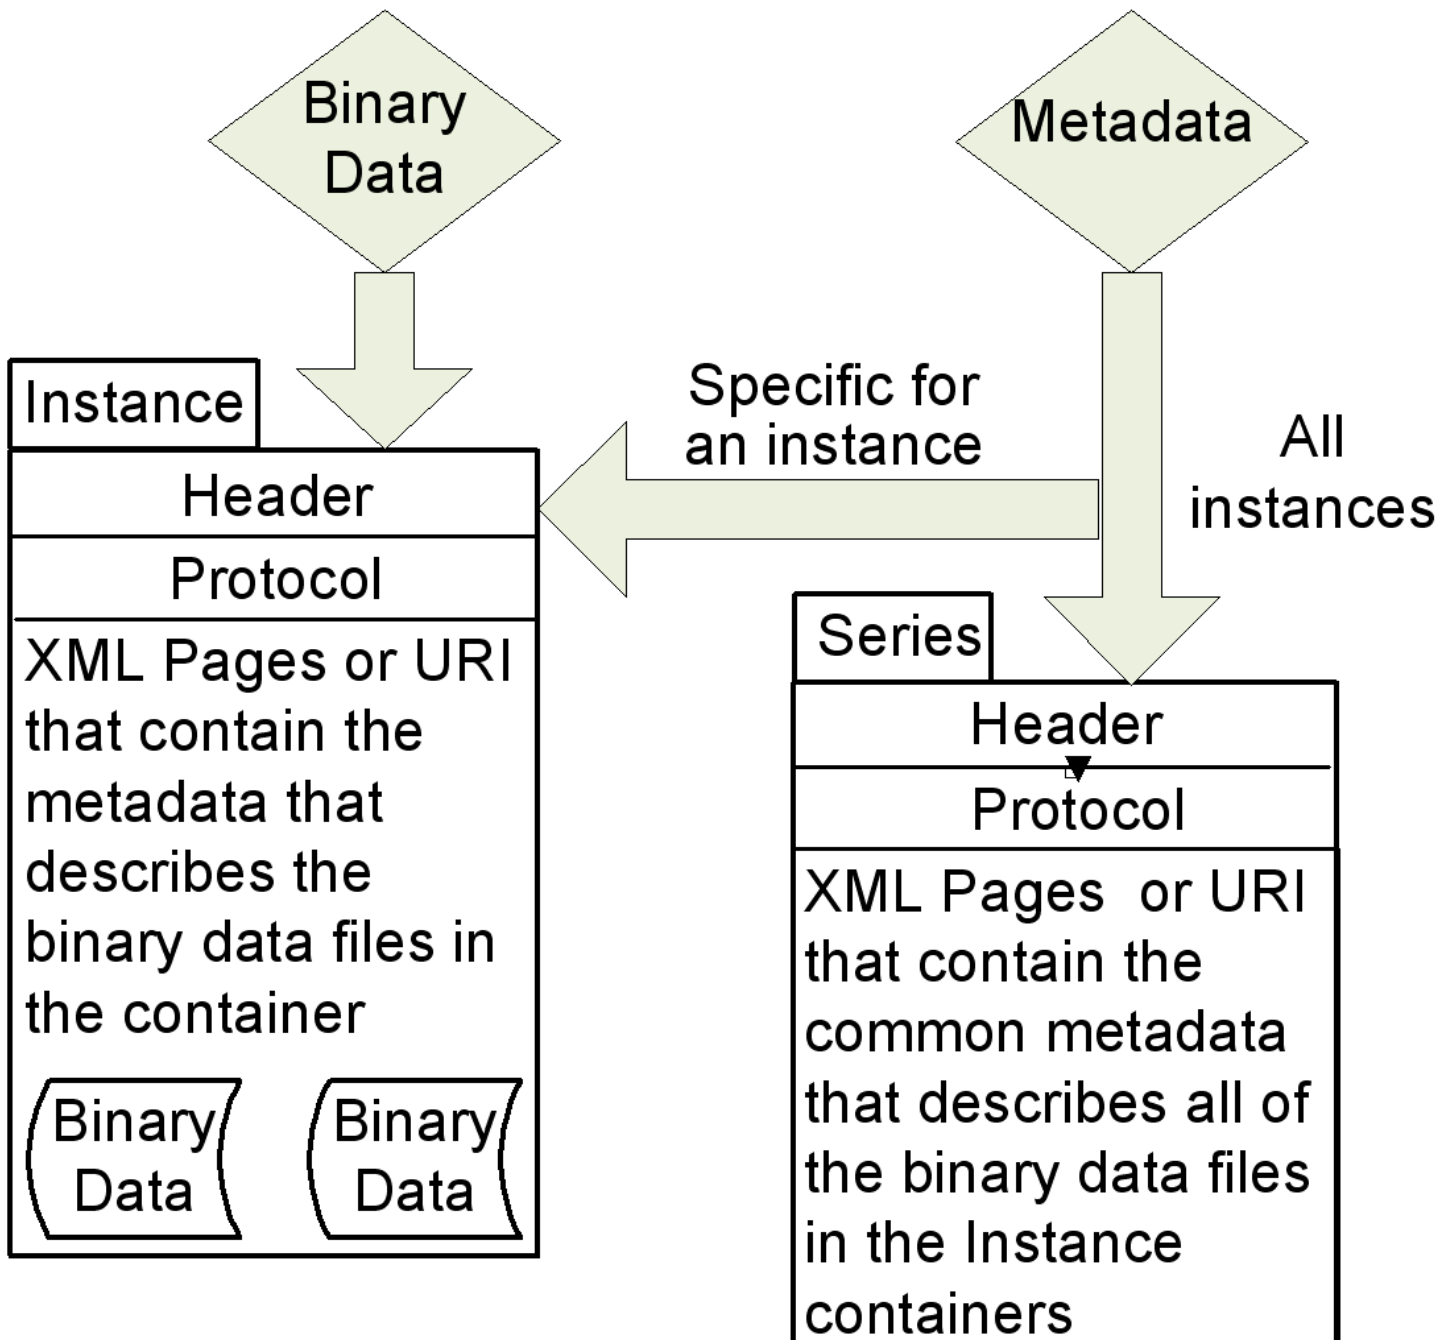 Binary
Data
Metadata
Specific for
an instance
All
instances
Instance
Header
Protocol
XML Pages or URI
that contain the
metadata that
describes the
binary data files in
the container
Binary
Data
Binary
Data
Series
Header
Protocol
XML Pages  or URI
that contain the
common metadata
that describes all of
the binary data files
in the Instance
containers